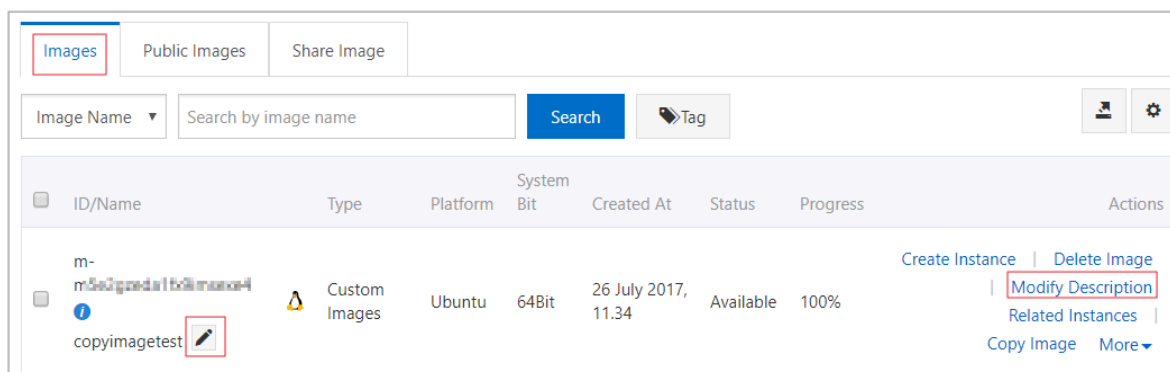 Images Public Images Share Image
Image Name Search by image name Search Tag
System
ID/Name Type Platform Bit Created At Status Progress Actions
m- Create Instance | Delete Image
Custom 26 July 2017, | Modify Description
Ubuntu 64Bit Available 100%
Images 11.34 Related Instances |
copyimagetest Copy Image More